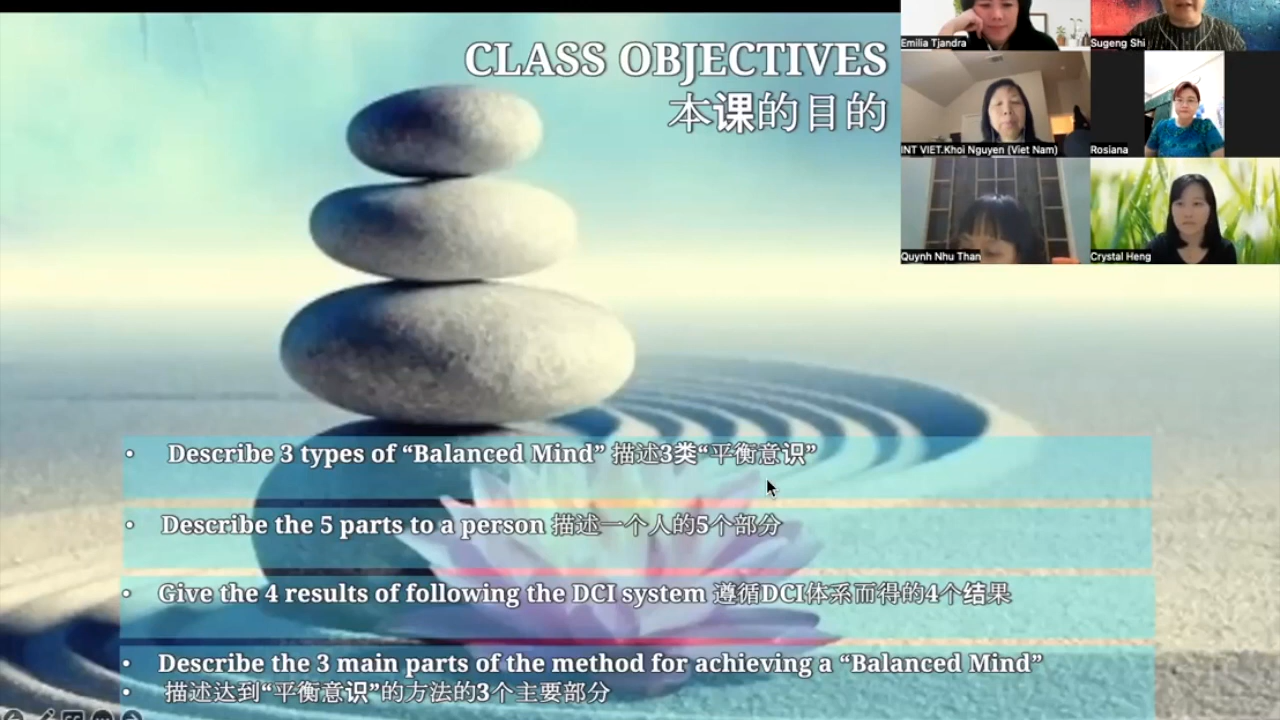 CLASS OBJECTIVES
本课的目的
• Describe 3 types of “Balanced Mind” 描述3类“平衡意识”
• Describe the 5 parts to a person 描述一个人的5个部分
• Give the 4 results of following the DCI system 遵循DCI体系而得的4个结果
• Describe the 3 main parts of the method for achieving a “Balanced Mind”
• 描述达到“平衡意识”的方法的3个主要部分
Emilia Tjandra
Sugeng Shi
INT VIET.Khoi Nguyen (Viet Nam)
Rosiana
Quynh Nhu Than
Crystal Heng